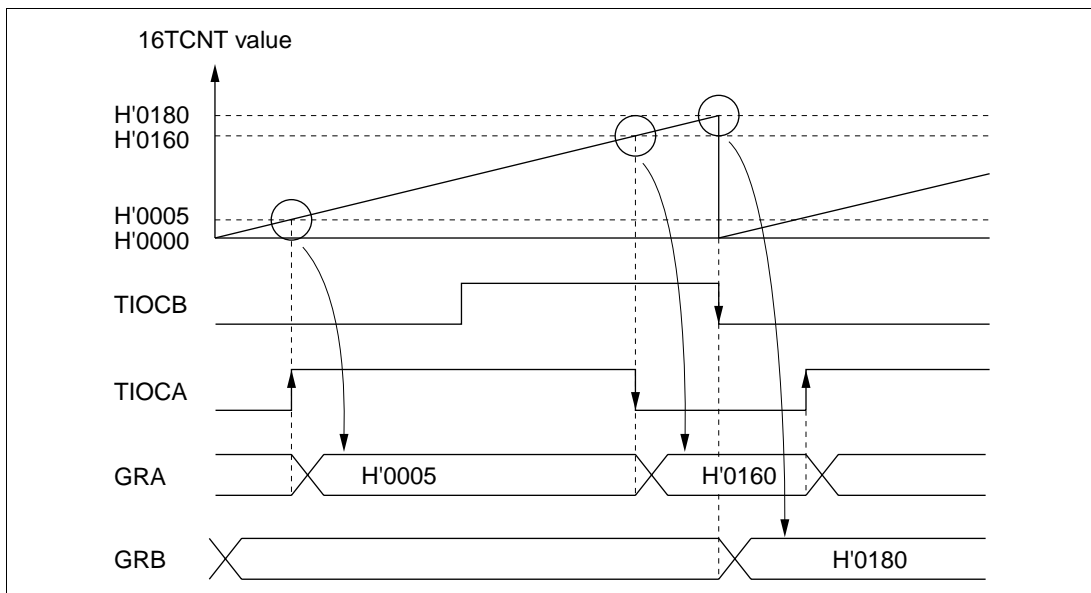 16TCNT value
H'0180
H'0160
H'0005
H'0000
TIOCB
TIOCA
GRA
H'0005
H'0160
GRB
H'0180